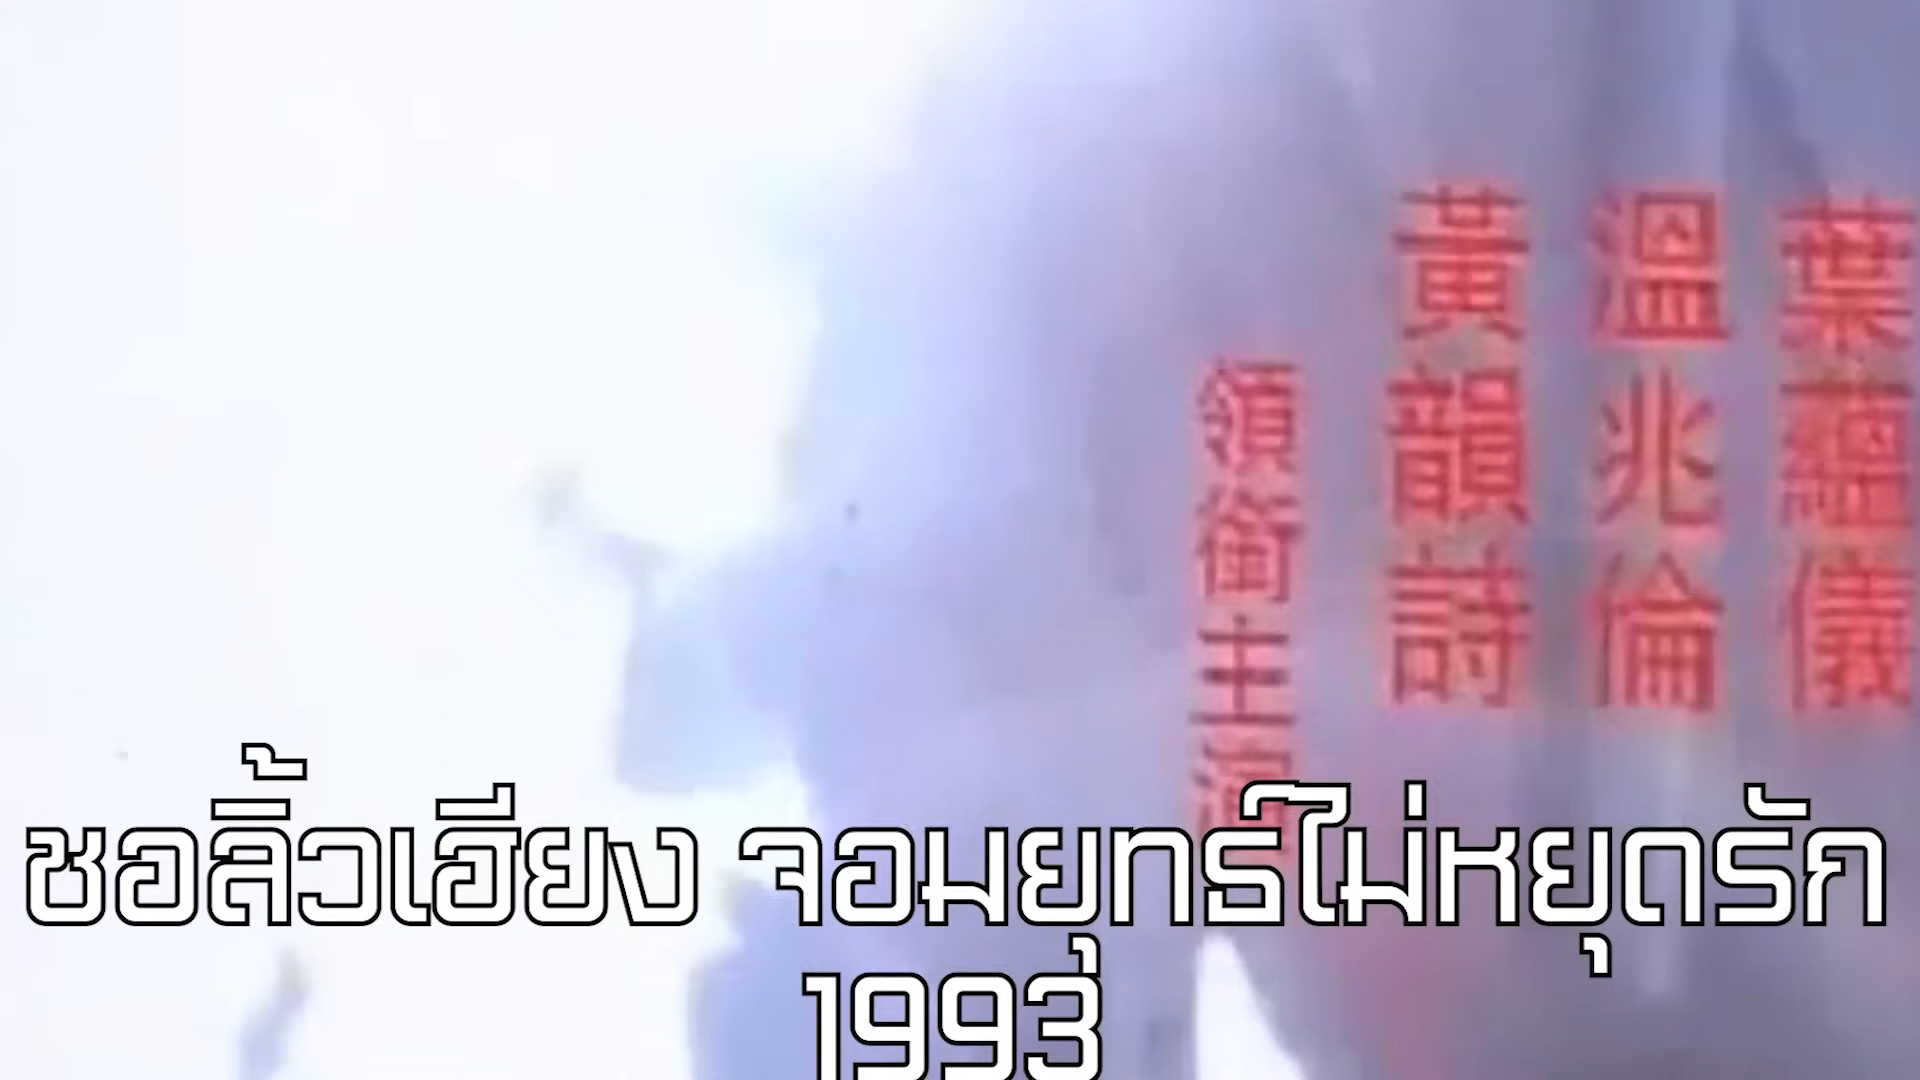 葉蘊儀
溫兆倫
黃韻詩
領銜主演
ชอลิ้วเฮียง จอมยุทธ์ไม่หยุดรัก
1993